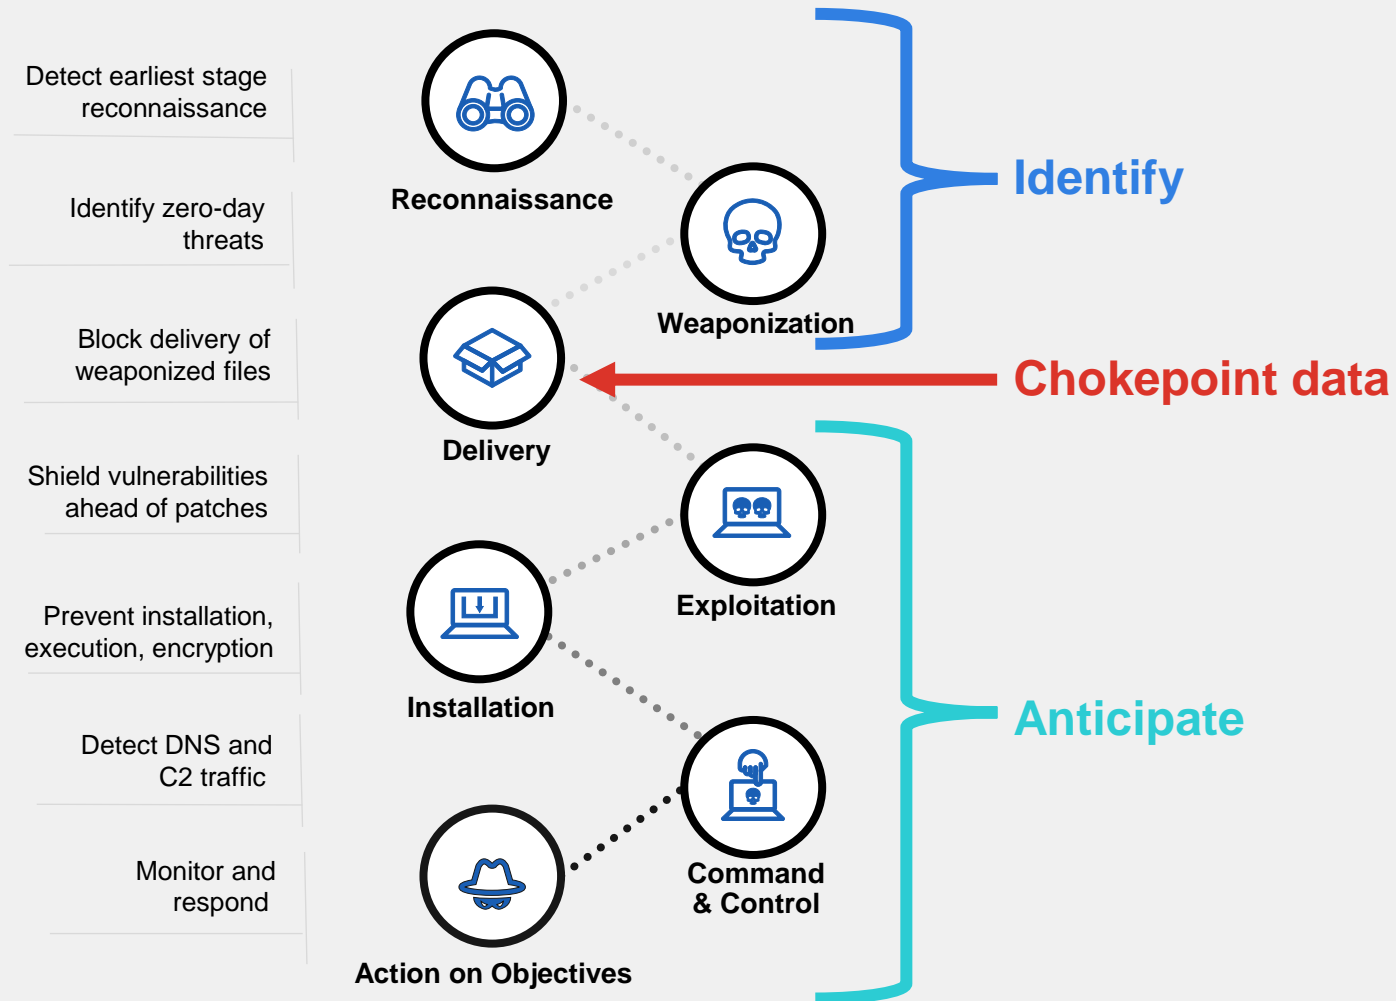 Detect earliest stage
reconnaissance
Identify zero-day
threats
Block delivery of
weaponized files
Shield vulnerabilities
ahead of patches
Prevent installation,
execution, encryption
Detect DNS and
C2 traffic
Monitor and
respond
Reconnaissance
Weaponization
Delivery
Exploitation
Installation
Command
& Control
Action on Objectives
Identify
Chokepoint data
Anticipate